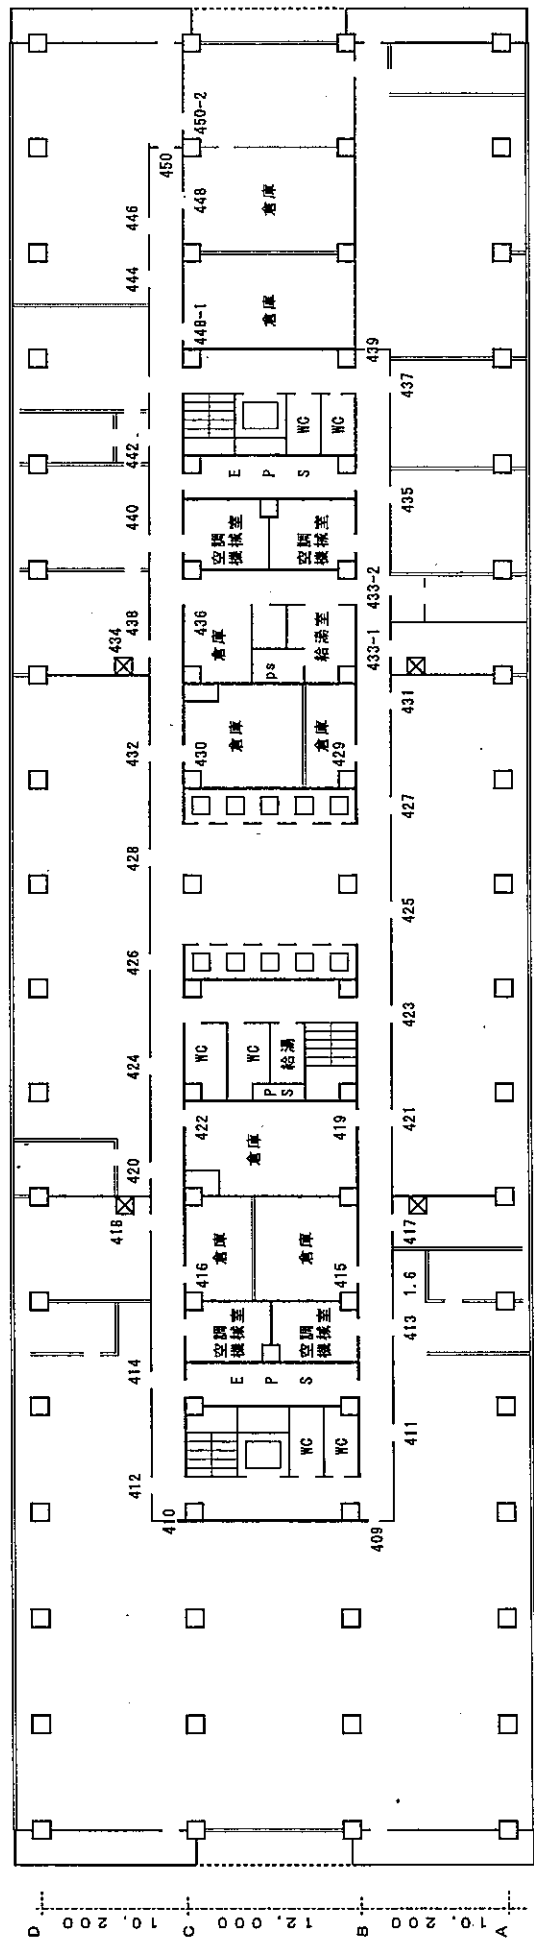 450-2
450
446
448
倉庫
444
448-1
倉庫
439
437
442
WC
WC
E P S
440
435
空調機械室
空調機械室
433-2
438
434
436
倉庫
給湯室
PS
433-1
431
432
430
倉庫
倉庫
429
427
428
425
426
423
424
WC
WC
給湯
PS
421
422
419
倉庫
420
418
417
416
倉庫
倉庫
415
1.6
413
414
空調機械室
空調機械室
E P S
411
412
WC
WC
410
409
D
10,200
C
12,000
B
10,200
A